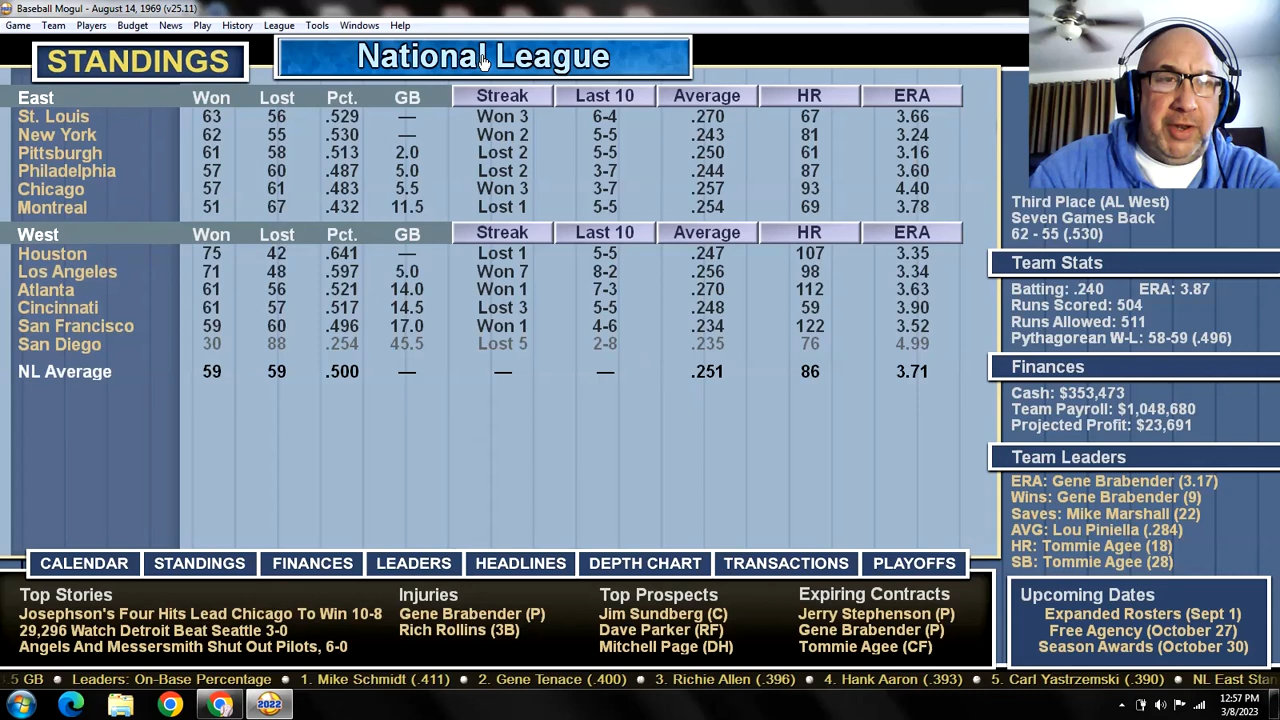 Baseball Mogul - August 14, 1969 (v25.11)
Game Team Players Budget News Play History League Tools Windows Help
STANDINGS
National League
East Won Lost Pct. GB Streak Last 10 Average HR ERA
St. Louis 63 56 .529 — Won 3 6-4 .270 67 3.66
New York 62 55 .530 — Won 2 5-5 .243 81 3.24
Pittsburgh 61 58 .513 2.0 Lost 2 5-5 .250 61 3.16
Philadelphia 57 60 .487 5.0 Lost 2 3-7 .244 87 3.60
Chicago 57 61 .483 5.5 Won 3 3-7 .257 93 4.40
Montreal 51 67 .432 11.5 Lost 1 5-5 .254 69 3.78
West Won Lost Pct. GB Streak Last 10 Average HR ERA
Houston 75 42 .641 — Lost 1 5-5 .247 107 3.35
Los Angeles 71 48 .597 5.0 Won 7 8-2 .256 98 3.34
Atlanta 61 56 .521 14.0 Won 1 7-3 .270 112 3.63
Cincinnati 61 57 .517 14.5 Lost 3 5-5 .248 59 3.90
San Francisco 59 60 .496 17.0 Won 1 4-6 .234 122 3.52
San Diego 30 88 .254 45.5 Lost 5 2-8 .235 76 4.99
NL Average 59 59 .500 — — — .251 86 3.71
Third Place (AL West)
Seven Games Back
62 - 55 (.530)
Team Stats
Batting: .240 ERA: 3.87
Runs Scored: 504
Runs Allowed: 511
Pythagorean W-L: 58-59 (.496)
Finances
Cash: $353,473
Team Payroll: $1,048,680
Projected Profit: $23,691
Team Leaders
ERA: Gene Brabender (3.17)
Wins: Gene Brabender (9)
Saves: Mike Marshall (22)
AVG: Lou Piniella (.284)
HR: Tommie Agee (18)
SB: Tommie Agee (28)
CALENDAR STANDINGS FINANCES LEADERS HEADLINES DEPTH CHART TRANSACTIONS PLAYOFFS
Top Stories
Josephson's Four Hits Lead Chicago To Win 10-8
29,296 Watch Detroit Beat Seattle 3-0
Angels And Messersmith Shut Out Pilots, 6-0
Injuries
Gene Brabender (P)
Rich Rollins (3B)
Top Prospects
Jim Sundberg (C)
Dave Parker (RF)
Mitchell Page (DH)
Expiring Contracts
Jerry Stephenson (P)
Gene Brabender (P)
Tommie Agee (CF)
Upcoming Dates
Expanded Rosters (Sept 1)
Free Agency (October 27)
Season Awards (October 30)
.5 GB • Leaders: On-Base Percentage • 1. Mike Schmidt (.411) • 2. Gene Tenace (.400) • 3. Richie Allen (.396) • 4. Hank Aaron (.393) • 5. Carl Yastrzemski (.390) • NL East Stan
2022
12:57 PM
3/8/2023